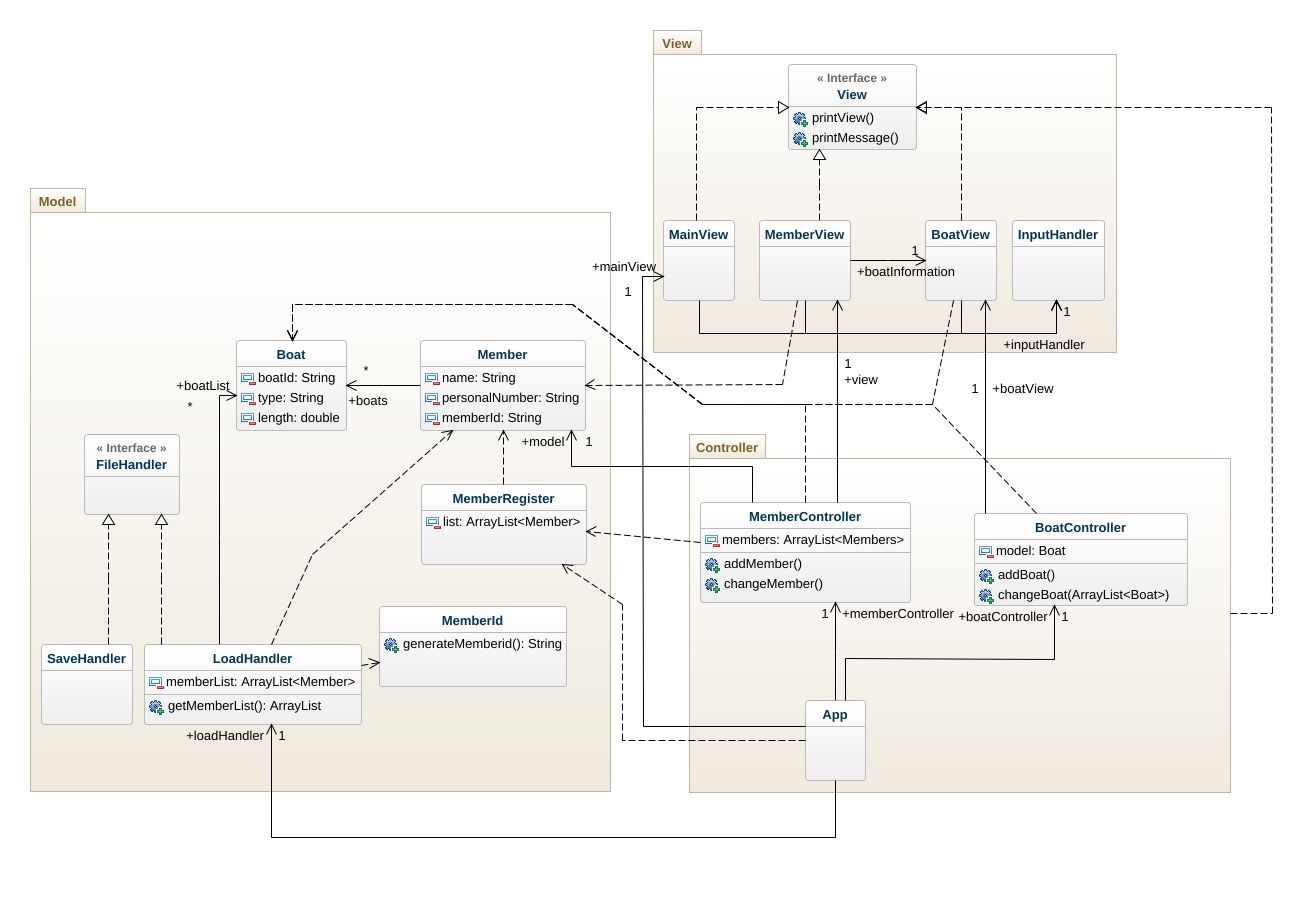 View
« Interface »
View
printView()
printMessage()
Model
MainView
MemberView
BoatView
InputHandler
1
+boatInformation
+mainView
1
1
+inputHandler
Boat
boatId: String
type: String
length: double
Member
name: String
personalNumber: String
memberId: String
*
+boats
+boatList
*
1
+view
1
+boatView
« Interface »
FileHandler
+model
1
Controller
MemberRegister
list: ArrayList<Member>
MemberController
members: ArrayList<Members>
addMember()
changeMember()
BoatController
model: Boat
addBoat()
changeBoat(ArrayList<Boat>)
1
+memberController
+boatController
1
MemberId
generateMemberid(): String
SaveHandler
LoadHandler
memberList: ArrayList<Member>
getMemberList(): ArrayList
+loadHandler
1
App